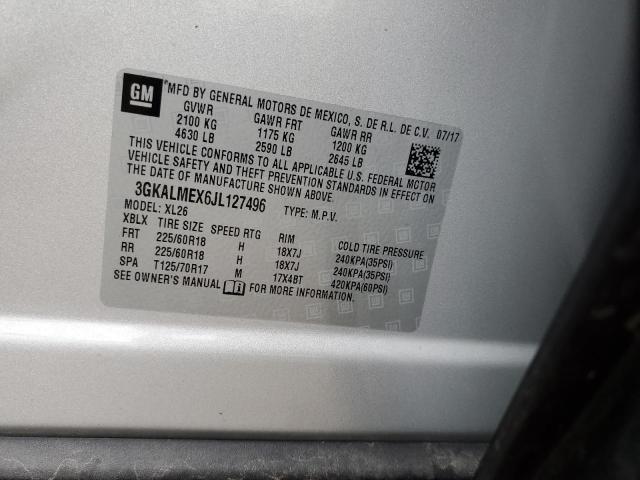 GM
*MFD BY GENERAL MOTORS DE MEXICO, S. DE R.L. DE C.V. 07/17
GVWR GAWR FRT GAWR RR
2100 KG 1175 KG 1200 KG
4630 LB 2590 LB 2645 LB
THIS VEHICLE CONFORMS TO ALL APPLICABLE U.S. FEDERAL MOTOR
VEHICLE SAFETY AND THEFT PREVENTION STANDARDS IN EFFECT ON
THE DATE OF MANUFACTURE SHOWN ABOVE.
3GKALMEX6JL127496 TYPE: M.P.V.
MODEL: XL26
XBLX TIRE SIZE SPEED RTG RIM COLD TIRE PRESSURE
FRT 225/60R18 H 18X7J 240KPA(35PSI)
RR 225/60R18 H 18X7J 240KPA(35PSI)
SPA T125/70R17 M 17X4BT 420KPA(60PSI)
SEE OWNER'S MANUAL FOR MORE INFORMATION.